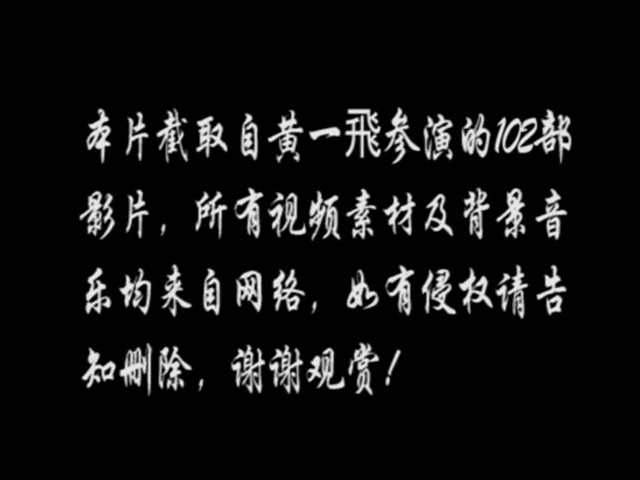 本片截取自黄一飛参演的102部
影片，所有视频素材及背景音
乐均来自网络，如有侵权请告
知删除，谢谢观赏！